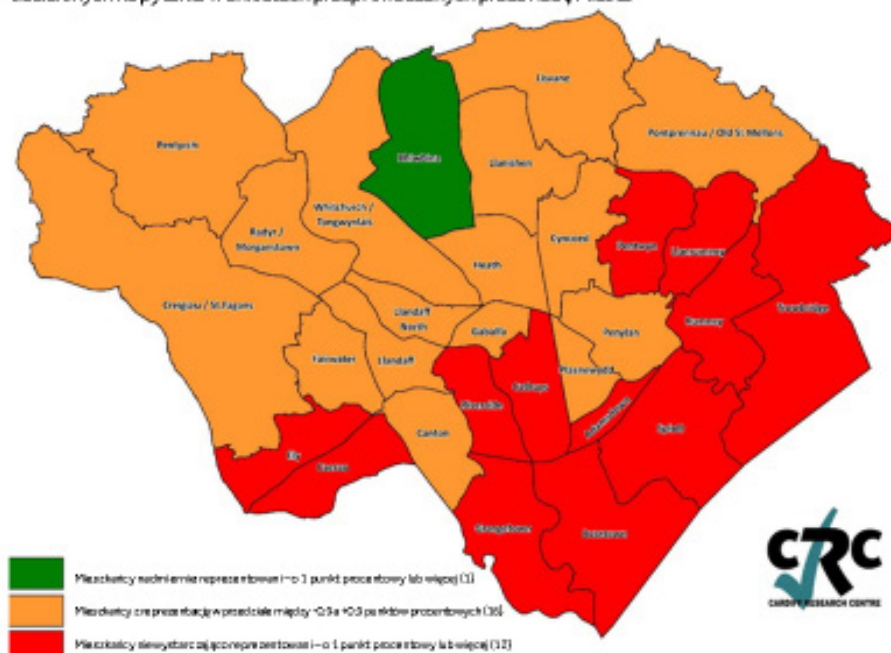 Lisvane
Pontprennau / Old St Mellons
Pentyrch
Rhiwbina
Llanishen
Whitchurch /
Tongwynlais
Radyr /
Morganstown
Cyncoed
Pentwyn
Llanrumney
Heath
Creigiau / St Fagans
Llandaff
North
Gabalfa
Penylan
Rumney
Trowbridge
Fairwater
Llandaff
Plasnewydd
Cathays
Riverside
Adamsdown
Splott
Canton
Ely
Caerau
Grangetown
Butetown
CRC
CARDIFF RESEARCH CENTRE
Mieszkańcy nadmiernie reprezentowani – o 1 punkt procentowy lub więcej (1)
Mieszkańcy z reprezentacją w przedziale między -0.9 a +0.9 punktów procentowych (16)
Mieszkańcy niewystarczająco reprezentowani – o 1 punkt procentowy lub więcej (12)